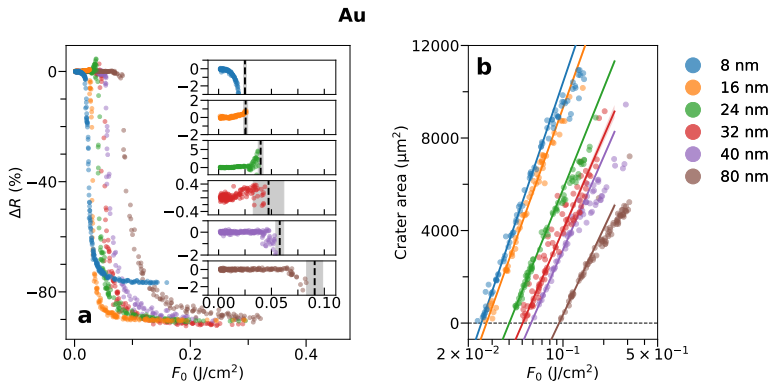 Au
a
ΔR (%)
0
−40
−80
0.0
0.2
0.4
F₀ (J/cm²)
0
−2
2
0
−2
5
0
0.4
−0.4
0
−2
0
−2
0.00
0.05
0.10
b
Crater area (μm²)
12000
8000
4000
0
2 × 10⁻²
10⁻¹
5 × 10⁻¹
F₀ (J/cm²)
8 nm
16 nm
24 nm
32 nm
40 nm
80 nm